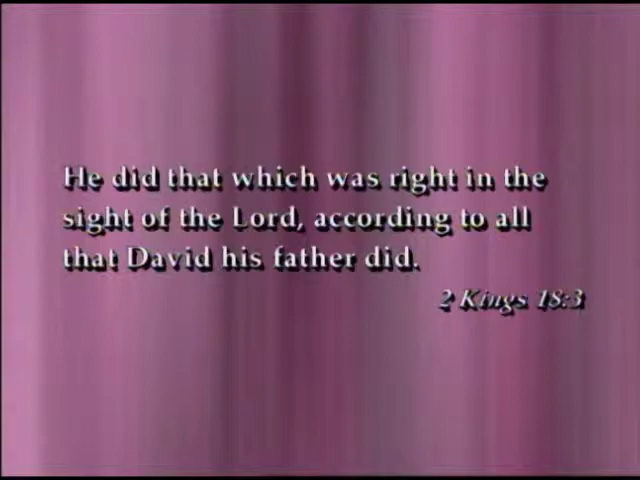 He did that which was right in the
sight of the Lord, according to all
that David his father did.
2 Kings 18:3